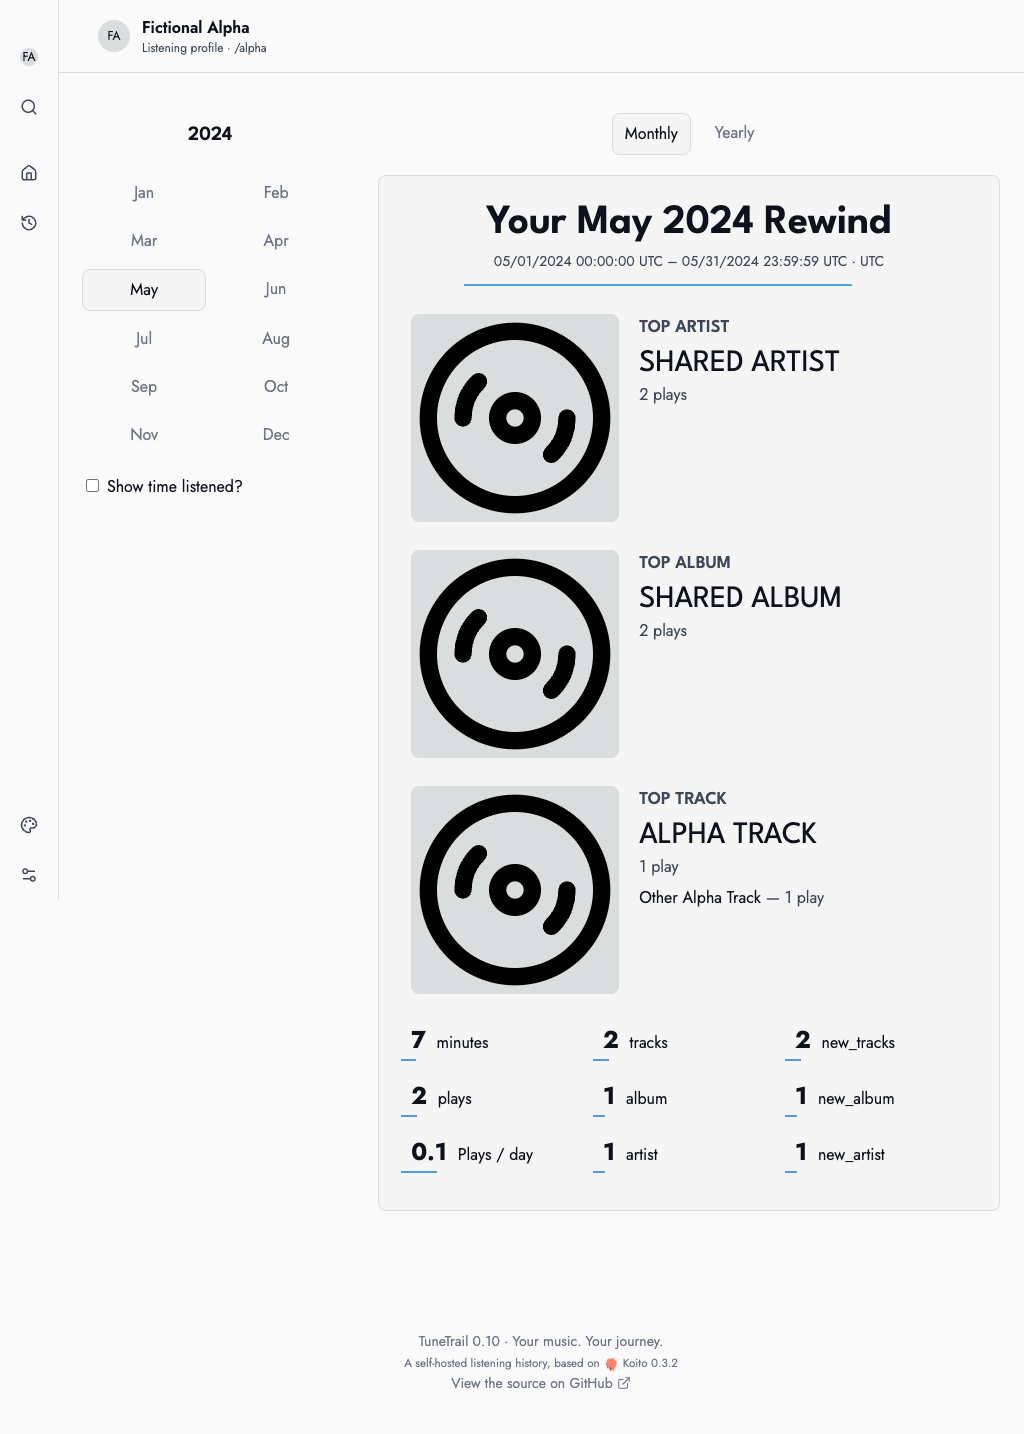 FA
Fictional Alpha
Listening profile · /alpha
FA
2024
Jan
Feb
Mar
Apr
May
Jun
Jul
Aug
Sep
Oct
Nov
Dec
Show time listened?
Monthly
Yearly
Your May 2024 Rewind
05/01/2024 00:00:00 UTC – 05/31/2024 23:59:59 UTC · UTC
TOP ARTIST
SHARED ARTIST
2 plays
TOP ALBUM
SHARED ALBUM
2 plays
TOP TRACK
ALPHA TRACK
1 play
Other Alpha Track — 1 play
7 minutes
2 tracks
2 new_tracks
2 plays
1 album
1 new_album
0.1 Plays / day
1 artist
1 new_artist
TuneTrail 0.10 · Your music. Your journey.
A self-hosted listening history, based on Koito 0.3.2
View the source on GitHub